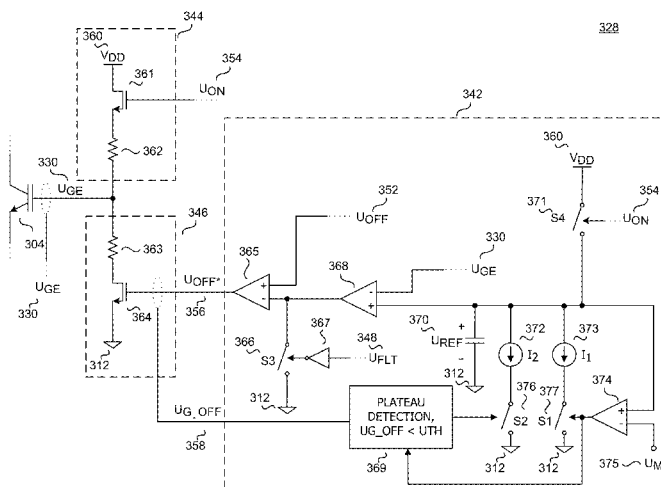 360
344
328
VDD
361
354
UON
342
362
360
VDD
330
UGE
352
UOFF
371
S4
354
UON
346
304
363
365
330
UGE
368
UGE
330
UOFF*
356
364
366
S3
367
348
UFLT
370
+
UREF
-
372
I2
373
I1
374
312
312
312
UG_OFF
358
PLATEAU
DETECTION,
UG_OFF < UTH
369
376
S2
377
S1
312
312
375
UM
+
-
+
-
+